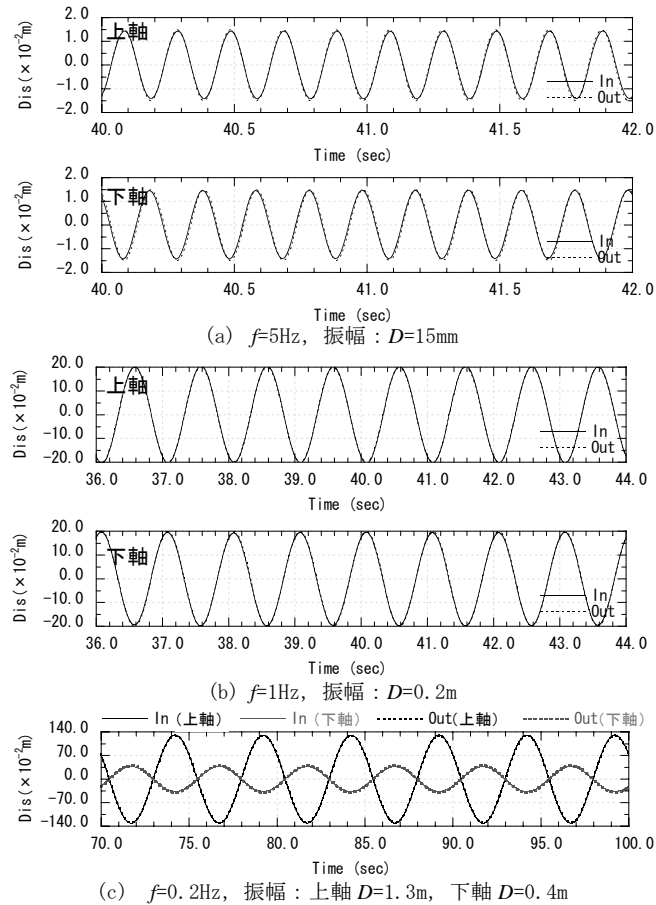 2.0
1.0
0.0
-1.0
-2.0
Dis(×10⁻²m)
上軸
In
Out
40.0 40.5 41.0 41.5 42.0
Time (sec)
2.0
1.0
0.0
-1.0
-2.0
Dis(×10⁻²m)
下軸
In
Out
40.0 40.5 41.0 41.5 42.0
Time (sec)
(a) f=5Hz, 振幅：D=15mm
20.0
10.0
0.0
-10.0
-20.0
Dis(×10⁻²m)
上軸
In
Out
36.0 37.0 38.0 39.0 40.0 41.0 42.0 43.0 44.0
Time (sec)
20.0
10.0
0.0
-10.0
-20.0
Dis(×10⁻²m)
下軸
In
Out
36.0 37.0 38.0 39.0 40.0 41.0 42.0 43.0 44.0
Time (sec)
(b) f=1Hz, 振幅：D=0.2m
In (上軸) In (下軸) Out(上軸) Out(下軸)
140.0
70.0
0.0
-70.0
-140.0
Dis(×10⁻²m)
70.0 75.0 80.0 85.0 90.0 95.0 100.0
Time (sec)
(c) f=0.2Hz, 振幅：上軸 D=1.3m, 下軸 D=0.4m